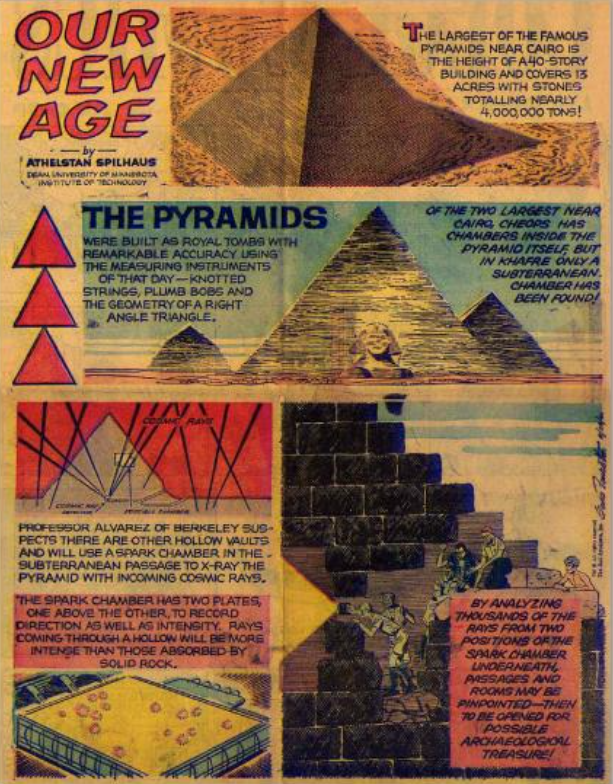 OUR
NEW
AGE
by
ATHELSTAN SPILHAUS
DEAN, UNIVERSITY OF MINNESOTA
INSTITUTE OF TECHNOLOGY
THE LARGEST OF THE FAMOUS
PYRAMIDS NEAR CAIRO IS
THE HEIGHT OF A 40-STORY
BUILDING AND COVERS 13
ACRES WITH STONES
TOTALLING NEARLY
4,000,000 TONS!
THE PYRAMIDS
WERE BUILT AS ROYAL TOMBS WITH
REMARKABLE ACCURACY USING
THE MEASURING INSTRUMENTS
OF THAT DAY—KNOTTED
STRINGS, PLUMB BOBS AND
THE GEOMETRY OF A RIGHT
ANGLE TRIANGLE.
OF THE TWO LARGEST NEAR
CAIRO, CHEOPS HAS
CHAMBERS INSIDE THE
PYRAMID ITSELF, BUT
IN KHAFRE ONLY A
SUBTERRANEAN
CHAMBER HAS
BEEN FOUND!
COSMIC RAYS
COSMIC RAY
DETECTOR
POSSIBLE CHAMBER
PROFESSOR ALVAREZ OF BERKELEY SUS-
PECTS THERE ARE OTHER HOLLOW VAULTS
AND WILL USE A SPARK CHAMBER IN THE
SUBTERRANEAN PASSAGE TO X-RAY THE
PYRAMID WITH INCOMING COSMIC RAYS.
THE SPARK CHAMBER HAS TWO PLATES,
ONE ABOVE THE OTHER, TO RECORD
DIRECTION AS WELL AS INTENSITY. RAYS
COMING THROUGH A HOLLOW WILL BE MORE
INTENSE THAN THOSE ABSORBED BY
SOLID ROCK.
BY ANALYZING
THOUSANDS OF THE
RAYS FROM TWO
POSITIONS OF THE
SPARK CHAMBER
UNDERNEATH,
PASSAGES AND
ROOMS MAY BE
PINPOINTED—THEN
TO BE OPENED FOR
POSSIBLE
ARCHAEOLOGICAL
TREASURE!